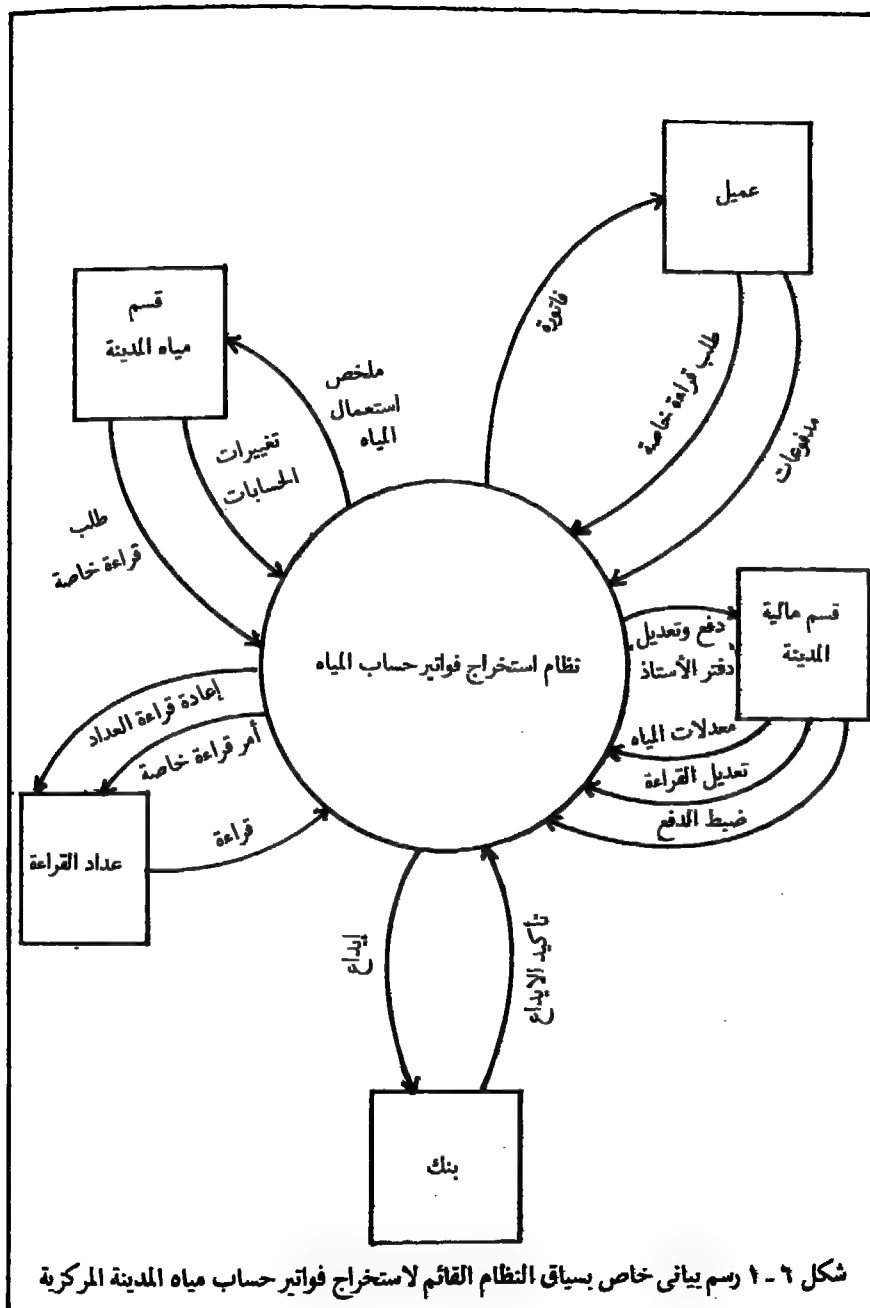 عميل
قسم
مياه المدينة
فاتورة
طلب قراءة خاصة
مدفوعات
ملخص
استعمال
المياه
تغييرات
الحسابات
طلب
قراءة خاصة
نظام استخراج فواتير حساب المياه
قسم مالية
المدينة
دفع وتعديل
دفتر الأستاذ
معدلات المياه
تعديل القراءة
ضبط الدفع
إعادة قراءة العداد
أمر قراءة خاصة
قراءة
عداد القراءة
إيداع
تأكيد الايداع
بنك
شكل ٦ - ١ رسم بيانى خاص بسياق النظام القائم لاستخراج فواتير حساب مياه المدينة المركزية